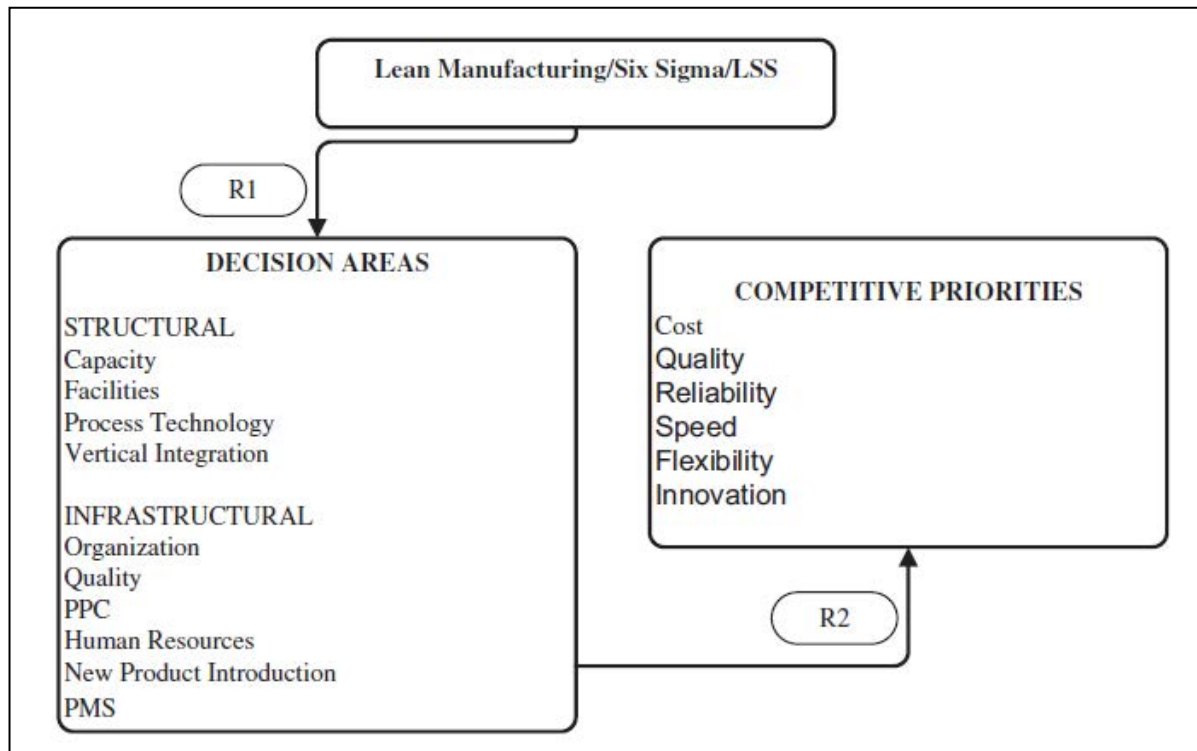 Lean Manufacturing/Six Sigma/LSS
R1
DECISION AREAS
STRUCTURAL
Capacity
Facilities
Process Technology
Vertical Integration
INFRASTRUCTURAL
Organization
Quality
PPC
Human Resources
New Product Introduction
PMS
COMPETITIVE PRIORITIES
Cost
Quality
Reliability
Speed
Flexibility
Innovation
R2